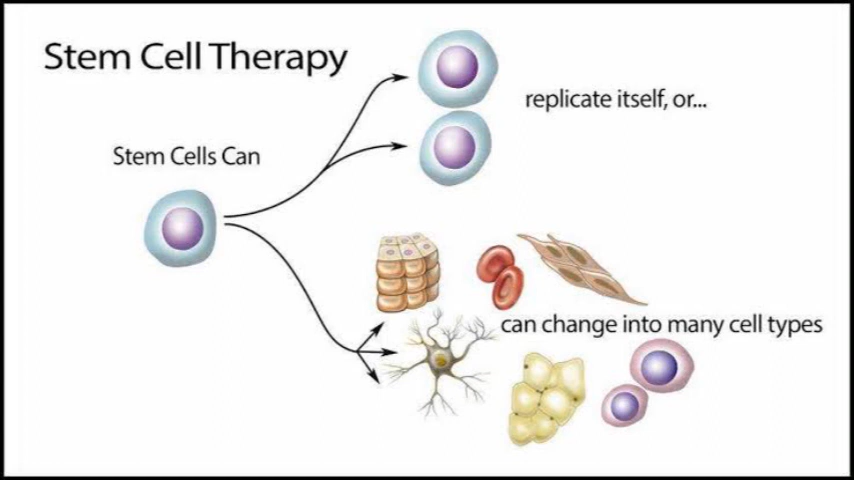 Stem Cell Therapy
replicate itself, or...
Stem Cells Can
can change into many cell types